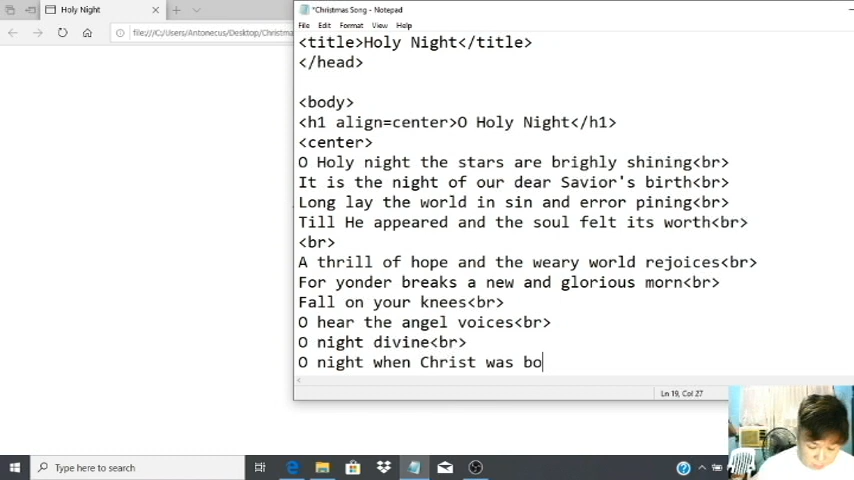 Holy Night
*Christmas Song - Notepad
file:///C:/Users/Antonecus/Desktop/Christma
File Edit Format View Help
<title>Holy Night</title>
</head>
<body>
<h1 align=center>O Holy Night</h1>
<center>
O Holy night the stars are brighly shining<br>
It is the night of our dear Savior's birth<br>
Long lay the world in sin and error pining<br>
Till He appeared and the soul felt its worth<br>
<br>
A thrill of hope and the weary world rejoices<br>
For yonder breaks a new and glorious morn<br>
Fall on your knees<br>
O hear the angel voices<br>
O night divine<br>
O night when Christ was bo
Ln 19, Col 27
Type here to search